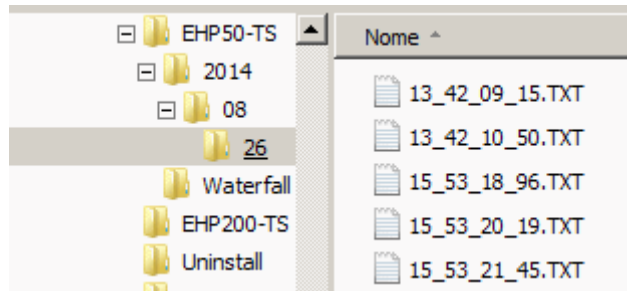 EHP50-TS
2014
08
26
Waterfall
EHP200-TS
Uninstall
Nome
13_42_09_15.TXT
13_42_10_50.TXT
15_53_18_96.TXT
15_53_20_19.TXT
15_53_21_45.TXT